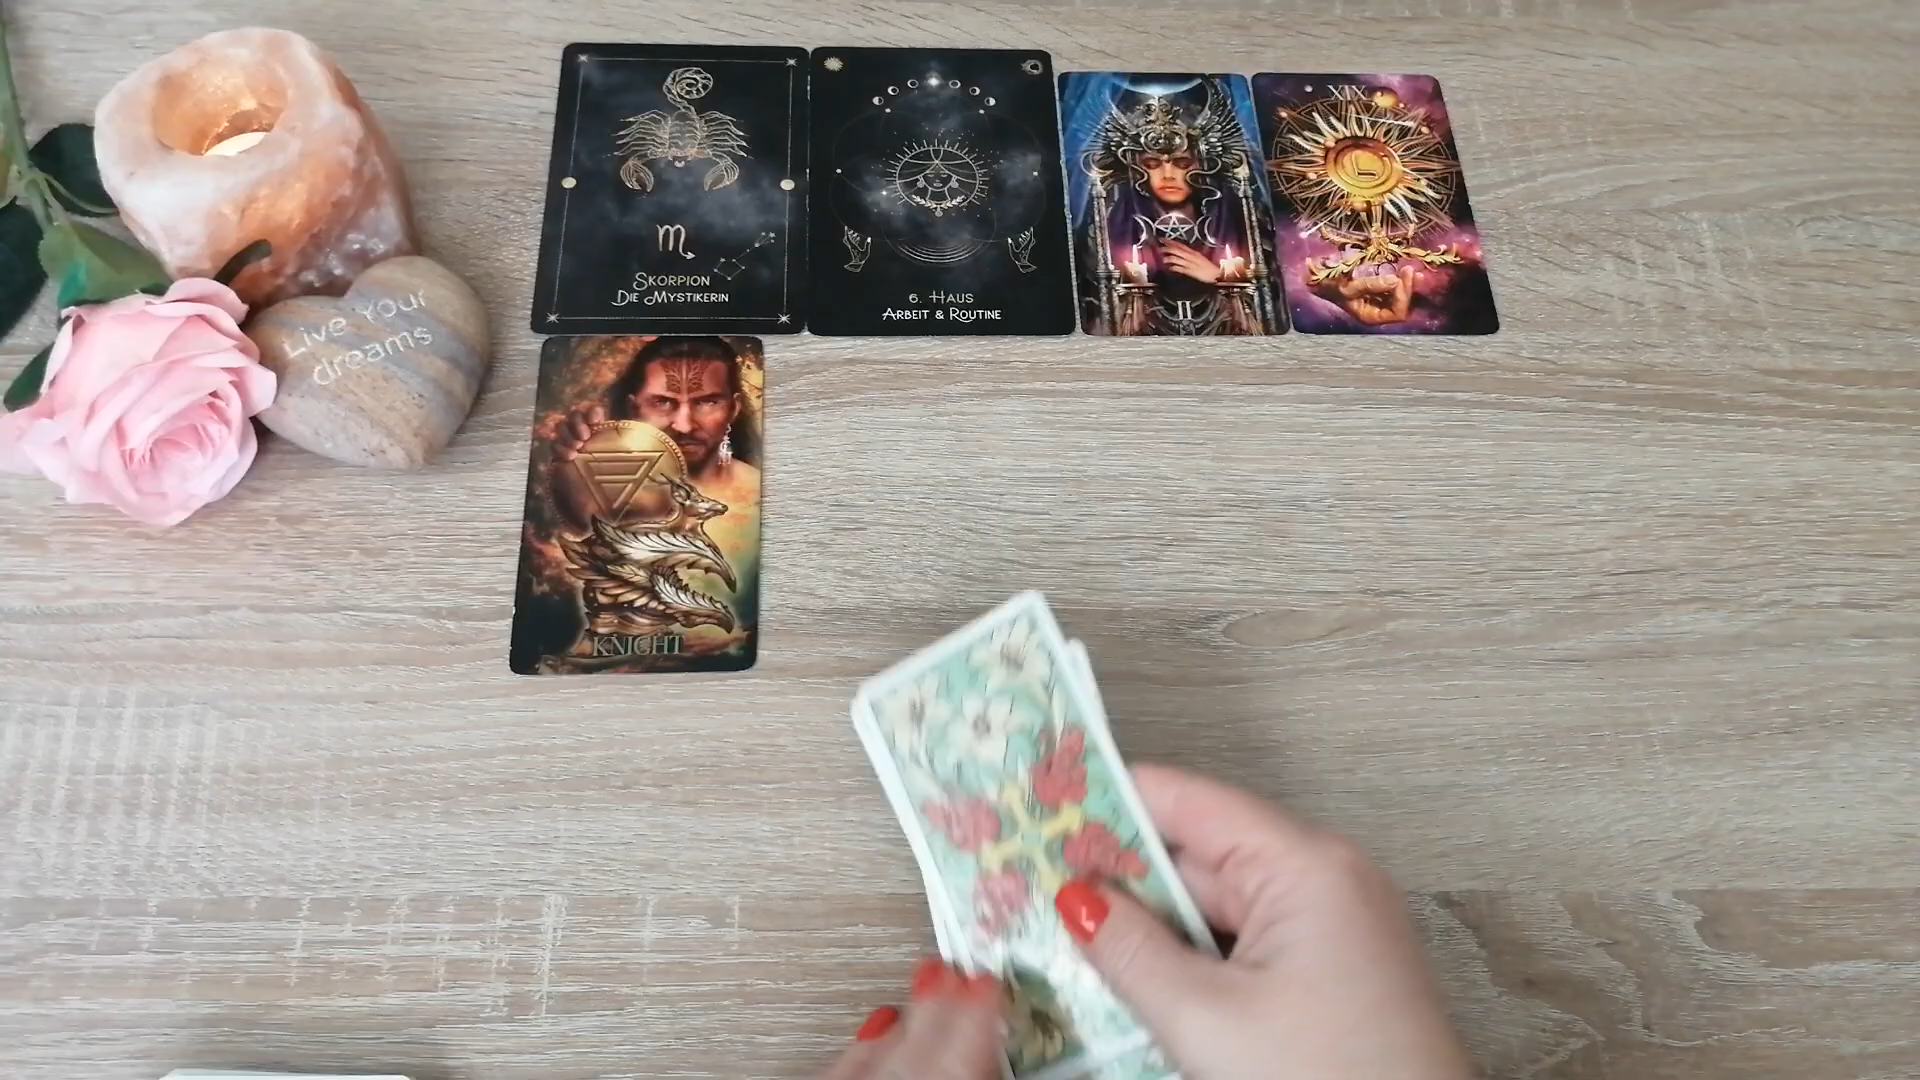 Live your
dreams
SKORPION
DIE MYSTIKERIN
6. HAUS
ARBEIT & ROUTINE
II
XIX
KNIGHT